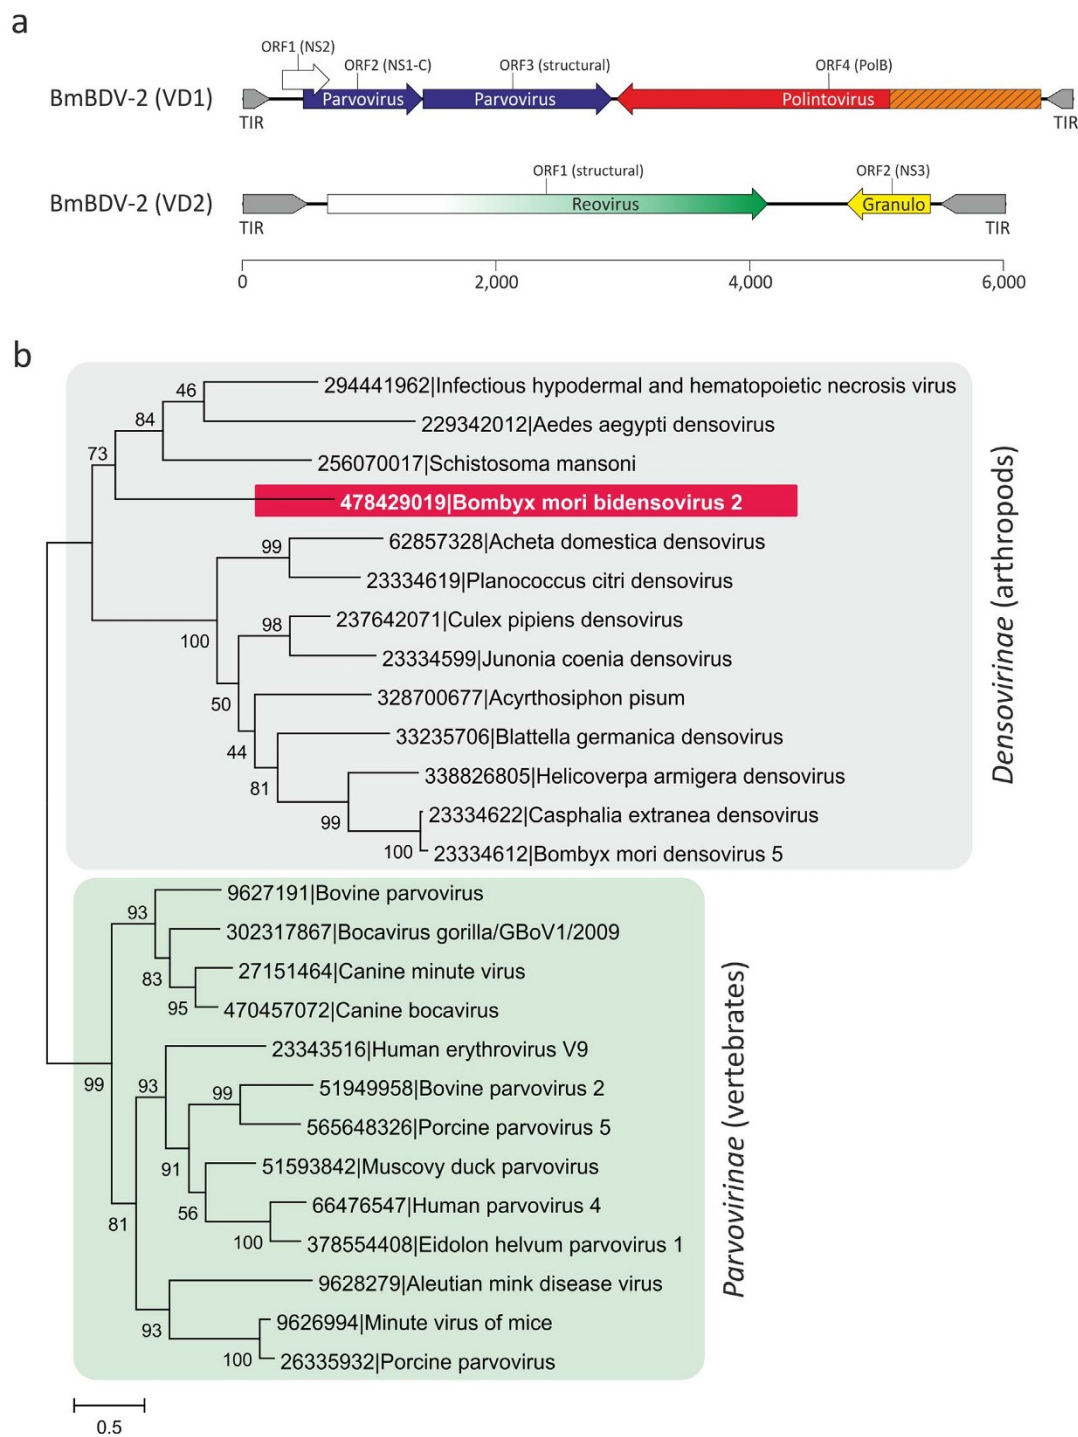 a
ORF1 (NS2)
ORF2 (NS1-C)
ORF3 (structural)
ORF4 (PolB)
BmBDV-2 (VD1)
Parvovirus
Parvovirus
Polintovirus
TIR
TIR
ORF1 (structural)
ORF2 (NS3)
BmBDV-2 (VD2)
Reovirus
Granulo
TIR
TIR
0
2,000
4,000
6,000
b
46
294441962|Infectious hypodermal and hematopoietic necrosis virus
84
229342012|Aedes aegypti densovirus
73
256070017|Schistosoma mansoni
478429019|Bombyx mori bidensovirus 2
99
62857328|Acheta domestica densovirus
23334619|Planococcus citri densovirus
100
98
237642071|Culex pipiens densovirus
23334599|Junonia coenia densovirus
50
328700677|Acyrthosiphon pisum
44
33235706|Blattella germanica densovirus
81
338826805|Helicoverpa armigera densovirus
99
23334622|Casphalia extranea densovirus
100
23334612|Bombyx mori densovirus 5
Densovirinae (arthropods)
93
9627191|Bovine parvovirus
302317867|Bocavirus gorilla/GBoV1/2009
83
27151464|Canine minute virus
95
470457072|Canine bocavirus
23343516|Human erythrovirus V9
99
93
99
51949958|Bovine parvovirus 2
565648326|Porcine parvovirus 5
91
51593842|Muscovy duck parvovirus
56
66476547|Human parvovirus 4
81
100
378554408|Eidolon helvum parvovirus 1
9628279|Aleutian mink disease virus
93
9626994|Minute virus of mice
100
26335932|Porcine parvovirus
Parvovirinae (vertebrates)
0.5